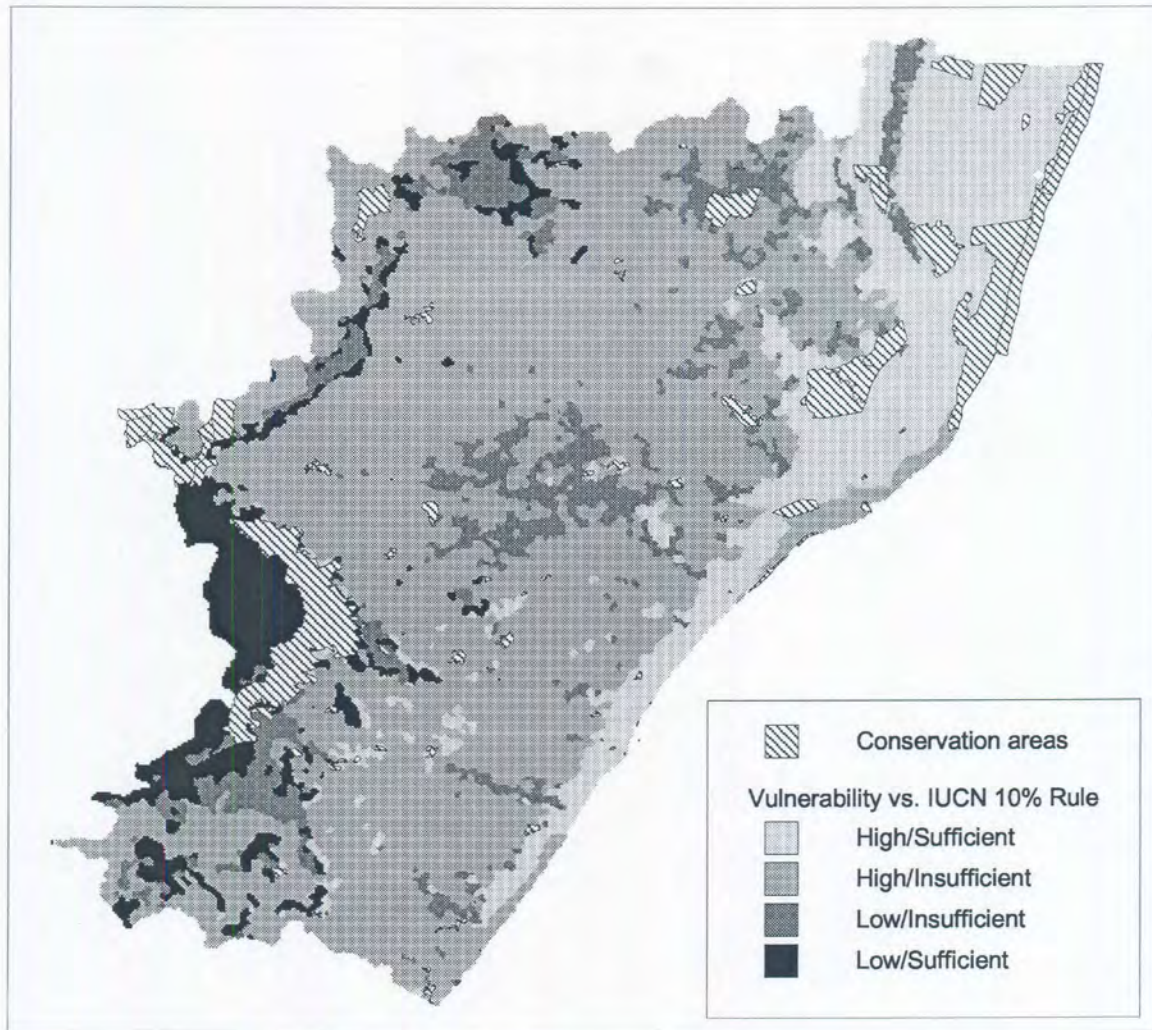 Conservation areas
Vulnerability vs. IUCN 10% Rule
High/Sufficient
High/Insufficient
Low/Insufficient
Low/Sufficient